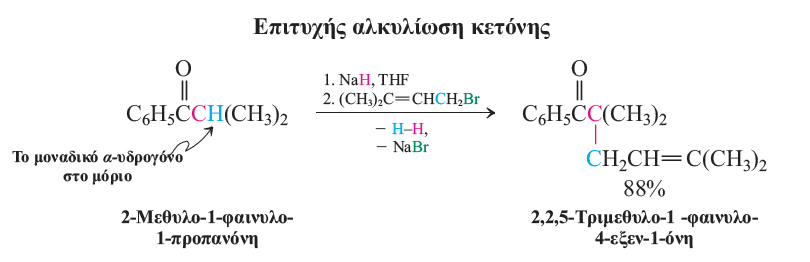 Επιτυχής αλκυλίωση κετόνης
O
C₆H₅CCH(CH₃)₂
Το μοναδικό α-υδρογόνο
στο μόριο
2-Μεθυλο-1-φαινυλο-
1-προπανόνη
1. NaH, THF
2. (CH₃)₂C=CHCH₂Br
− H–H,
− NaBr
O
C₆H₅CC(CH₃)₂
CH₂CH=C(CH₃)₂
88%
2,2,5-Τριμεθυλο-1 -φαινυλο-
4-εξεν-1-όνη